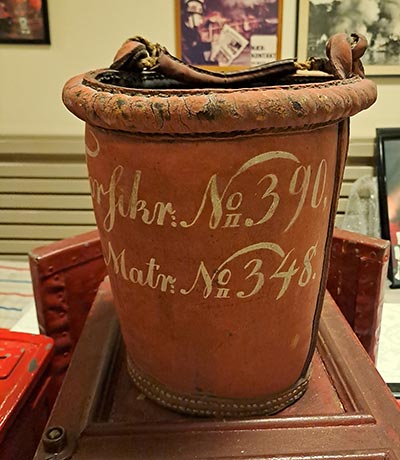 rſikr: No 390,
Matr: No 348.